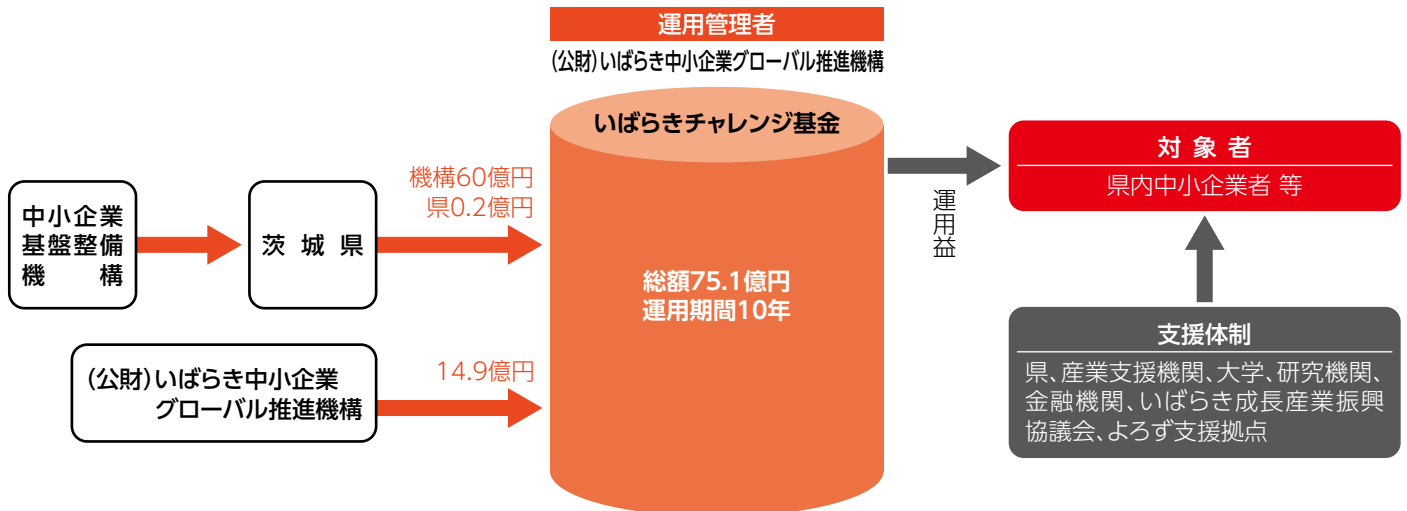 運用管理者
(公財)いばらき中小企業グローバル推進機構
いばらきチャレンジ基金
総額75.1億円
運用期間10年
中小企業
基盤整備
機構
茨城県
機構60億円
県0.2億円
(公財)いばらき中小企業
グローバル推進機構
14.9億円
運用益
対象者
県内中小企業者 等
支援体制
県、産業支援機関、大学、研究機関、
金融機関、いばらき成長産業振興
協議会、よろず支援拠点